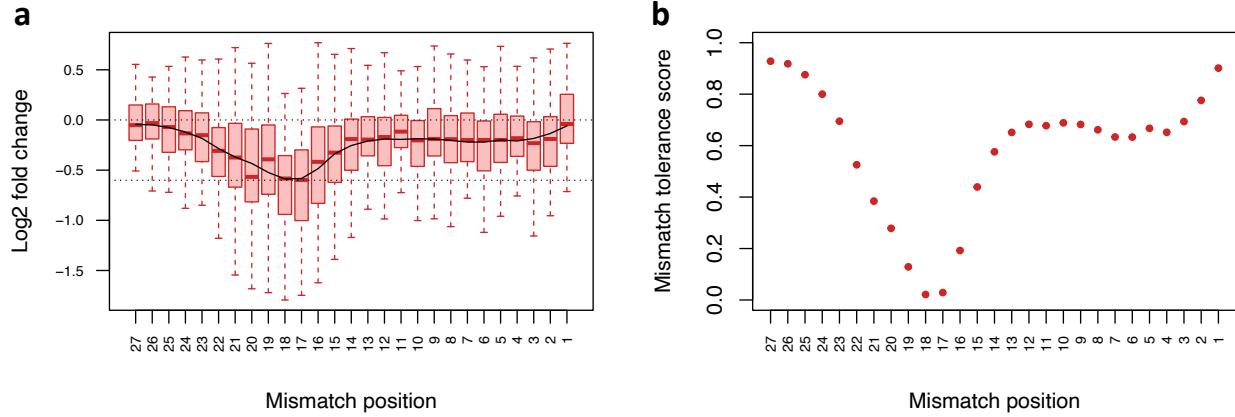 a
Log2 fold change
0.5
0.0
−0.5
−1.0
−1.5
27 26 25 24 23 22 21 20 19 18 17 16 15 14 13 12 11 10 9 8 7 6 5 4 3 2 1
Mismatch position
b
Mismatch tolerance score
1.0
0.8
0.6
0.4
0.2
0.0
27 26 25 24 23 22 21 20 19 18 17 16 15 14 13 12 11 10 9 8 7 6 5 4 3 2 1
Mismatch position